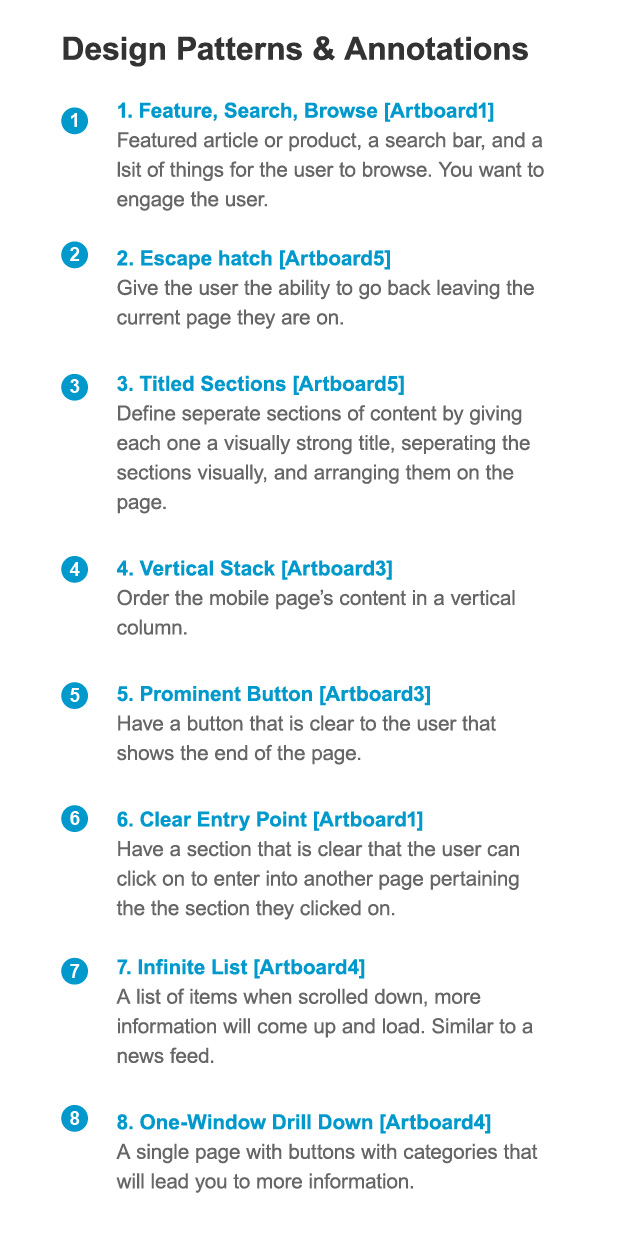 Design Patterns & Annotations
1
1. Feature, Search, Browse [Artboard1]
Featured article or product, a search bar, and a
lsit of things for the user to browse. You want to
engage the user.
2
2. Escape hatch [Artboard5]
Give the user the ability to go back leaving the
current page they are on.
3
3. Titled Sections [Artboard5]
Define seperate sections of content by giving
each one a visually strong title, seperating the
sections visually, and arranging them on the
page.
4
4. Vertical Stack [Artboard3]
Order the mobile page’s content in a vertical
column.
5
5. Prominent Button [Artboard3]
Have a button that is clear to the user that
shows the end of the page.
6
6. Clear Entry Point [Artboard1]
Have a section that is clear that the user can
click on to enter into another page pertaining
the the section they clicked on.
7
7. Infinite List [Artboard4]
A list of items when scrolled down, more
information will come up and load. Similar to a
news feed.
8
8. One-Window Drill Down [Artboard4]
A single page with buttons with categories that
will lead you to more information.